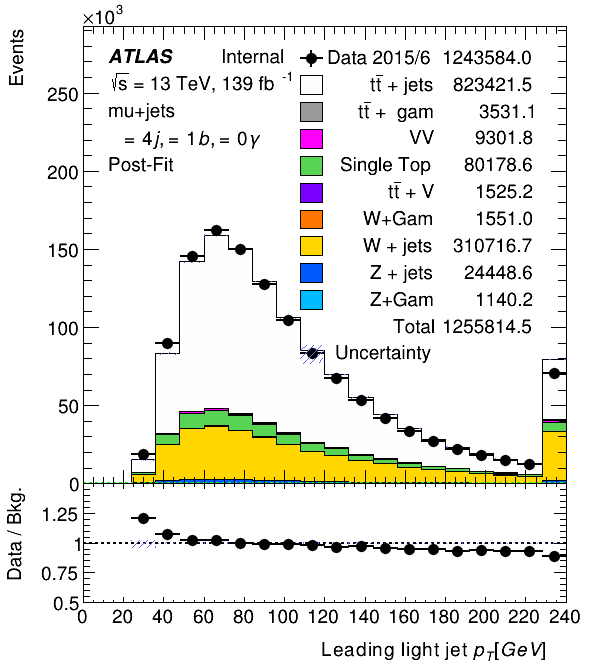 ×10³
Events
ATLAS Internal
√s = 13 TeV, 139 fb⁻¹
mu+jets
= 4j, = 1b, = 0γ
Post-Fit
Data 2015/6 1243584.0
tt̄ + jets 823421.5
tt̄ + gam 3531.1
VV 9301.8
Single Top 80178.6
tt̄ + V 1525.2
W+Gam 1551.0
W + jets 310716.7
Z + jets 24448.6
Z+Gam 1140.2
Total 1255814.5
Uncertainty
250
200
150
100
50
0
Data / Bkg.
1.25
1
0.75
0.5
0 20 40 60 80 100 120 140 160 180 200 220 240
Leading light jet p_T[GeV]